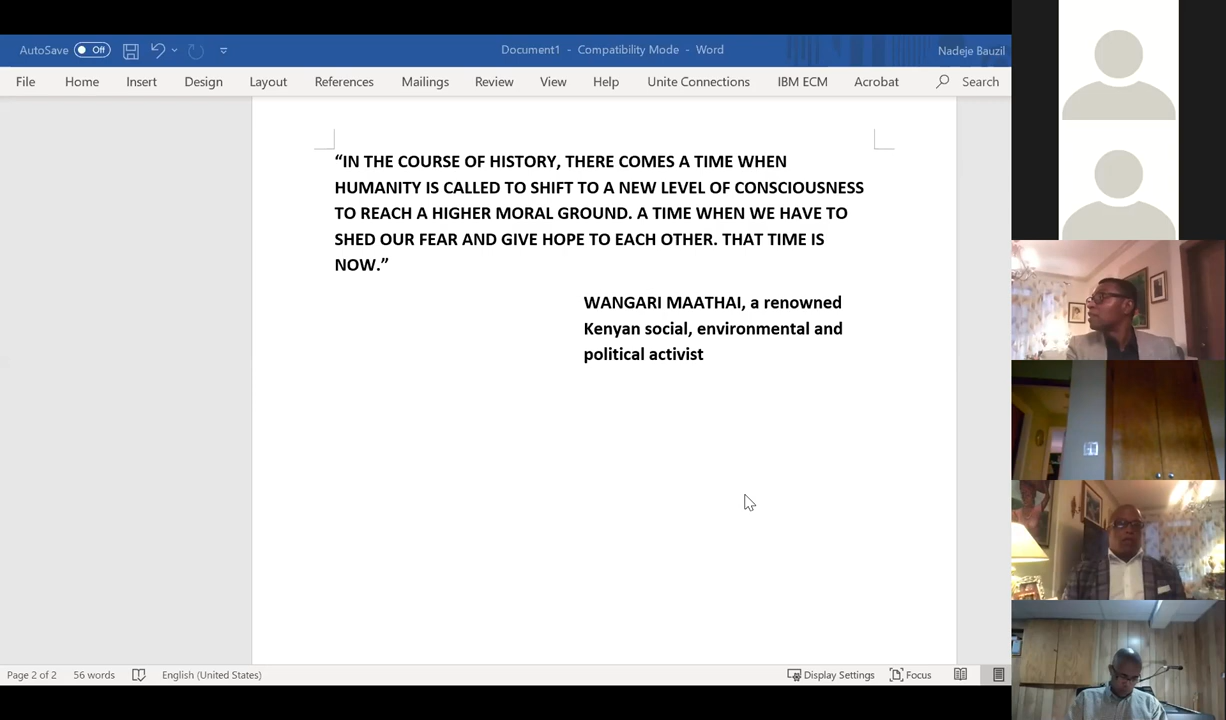 AutoSave Off Document1 - Compatibility Mode - Word Nadeje Bauzil
File Home Insert Design Layout References Mailings Review View Help Unite Connections IBM ECM Acrobat Search
“IN THE COURSE OF HISTORY, THERE COMES A TIME WHEN
HUMANITY IS CALLED TO SHIFT TO A NEW LEVEL OF CONSCIOUSNESS
TO REACH A HIGHER MORAL GROUND. A TIME WHEN WE HAVE TO
SHED OUR FEAR AND GIVE HOPE TO EACH OTHER. THAT TIME IS
NOW.”
WANGARI MAATHAI, a renowned
Kenyan social, environmental and
political activist
Page 2 of 2 56 words English (United States) Display Settings Focus